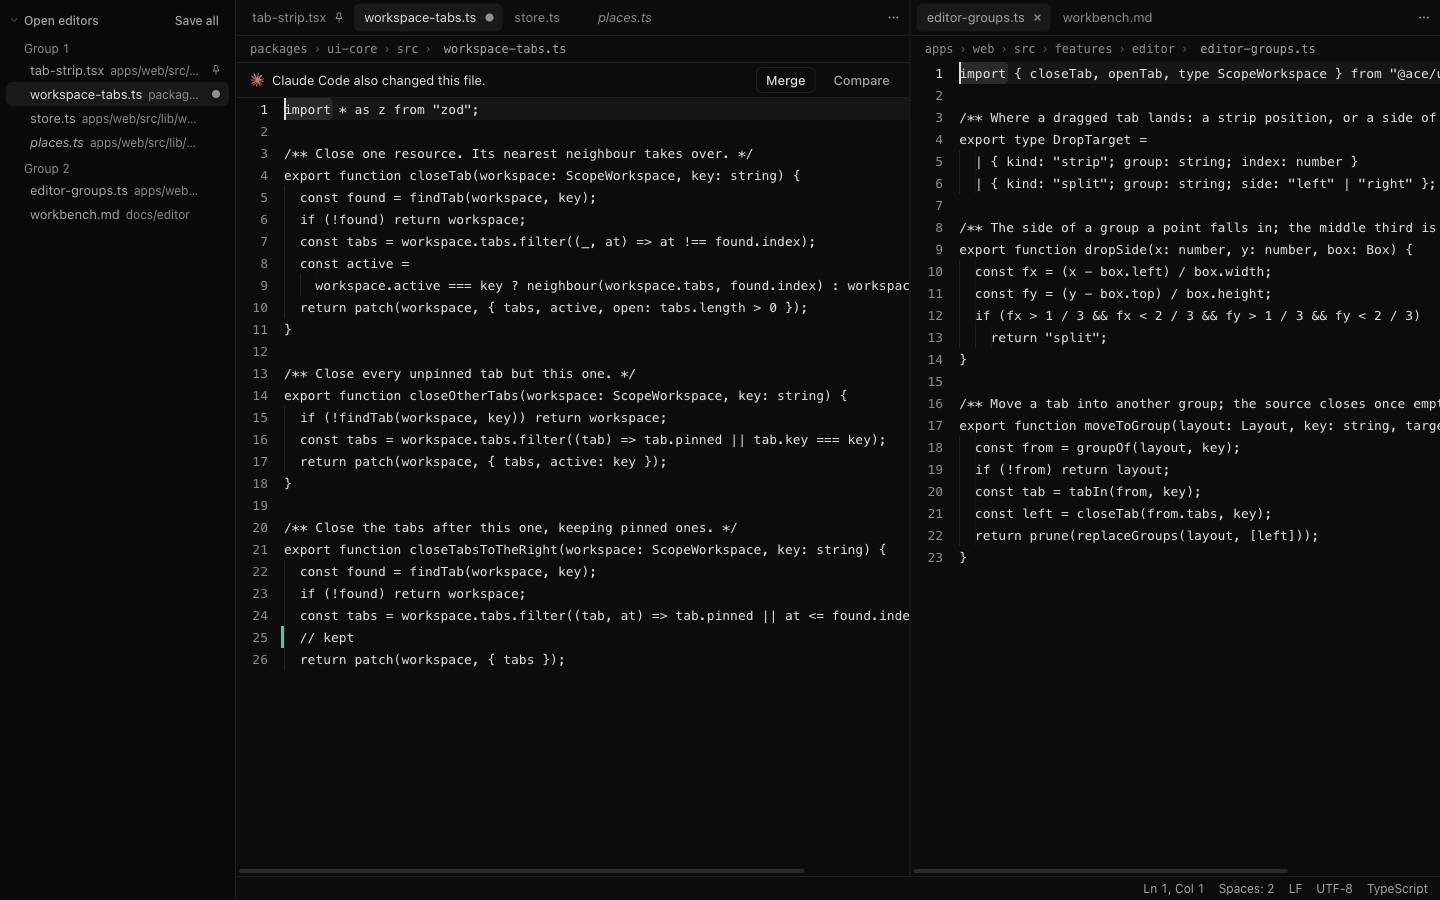 Open editors
Save all
Group 1
tab-strip.tsx apps/web/src/...
workspace-tabs.ts packag...
store.ts apps/web/src/lib/w...
places.ts apps/web/src/lib/...
Group 2
editor-groups.ts apps/web...
workbench.md docs/editor
tab-strip.tsx
workspace-tabs.ts
store.ts
places.ts
...
packages › ui-core › src › workspace-tabs.ts
Claude Code also changed this file.
Merge
Compare
1 import * as z from "zod";
2
3 /** Close one resource. Its nearest neighbour takes over. */
4 export function closeTab(workspace: ScopeWorkspace, key: string) {
5 const found = findTab(workspace, key);
6 if (!found) return workspace;
7 const tabs = workspace.tabs.filter((_, at) => at !== found.index);
8 const active =
9 workspace.active === key ? neighbour(workspace.tabs, found.index) : workspac
10 return patch(workspace, { tabs, active, open: tabs.length > 0 });
11 }
12
13 /** Close every unpinned tab but this one. */
14 export function closeOtherTabs(workspace: ScopeWorkspace, key: string) {
15 if (!findTab(workspace, key)) return workspace;
16 const tabs = workspace.tabs.filter((tab) => tab.pinned || tab.key === key);
17 return patch(workspace, { tabs, active: key });
18 }
19
20 /** Close the tabs after this one, keeping pinned ones. */
21 export function closeTabsToTheRight(workspace: ScopeWorkspace, key: string) {
22 const found = findTab(workspace, key);
23 if (!found) return workspace;
24 const tabs = workspace.tabs.filter((tab, at) => tab.pinned || at <= found.inde
25 // kept
26 return patch(workspace, { tabs });
editor-groups.ts ×
workbench.md
...
apps › web › src › features › editor › editor-groups.ts
1 import { closeTab, openTab, type ScopeWorkspace } from "@ace/u
2
3 /** Where a dragged tab lands: a strip position, or a side of
4 export type DropTarget =
5 | { kind: "strip"; group: string; index: number }
6 | { kind: "split"; group: string; side: "left" | "right" };
7
8 /** The side of a group a point falls in; the middle third is
9 export function dropSide(x: number, y: number, box: Box) {
10 const fx = (x − box.left) / box.width;
11 const fy = (y − box.top) / box.height;
12 if (fx > 1 / 3 && fx < 2 / 3 && fy > 1 / 3 && fy < 2 / 3)
13 return "split";
14 }
15
16 /** Move a tab into another group; the source closes once empt
17 export function moveToGroup(layout: Layout, key: string, targe
18 const from = groupOf(layout, key);
19 if (!from) return layout;
20 const tab = tabIn(from, key);
21 const left = closeTab(from.tabs, key);
22 return prune(replaceGroups(layout, [left]));
23 }
Ln 1, Col 1
Spaces: 2
LF
UTF-8
TypeScript